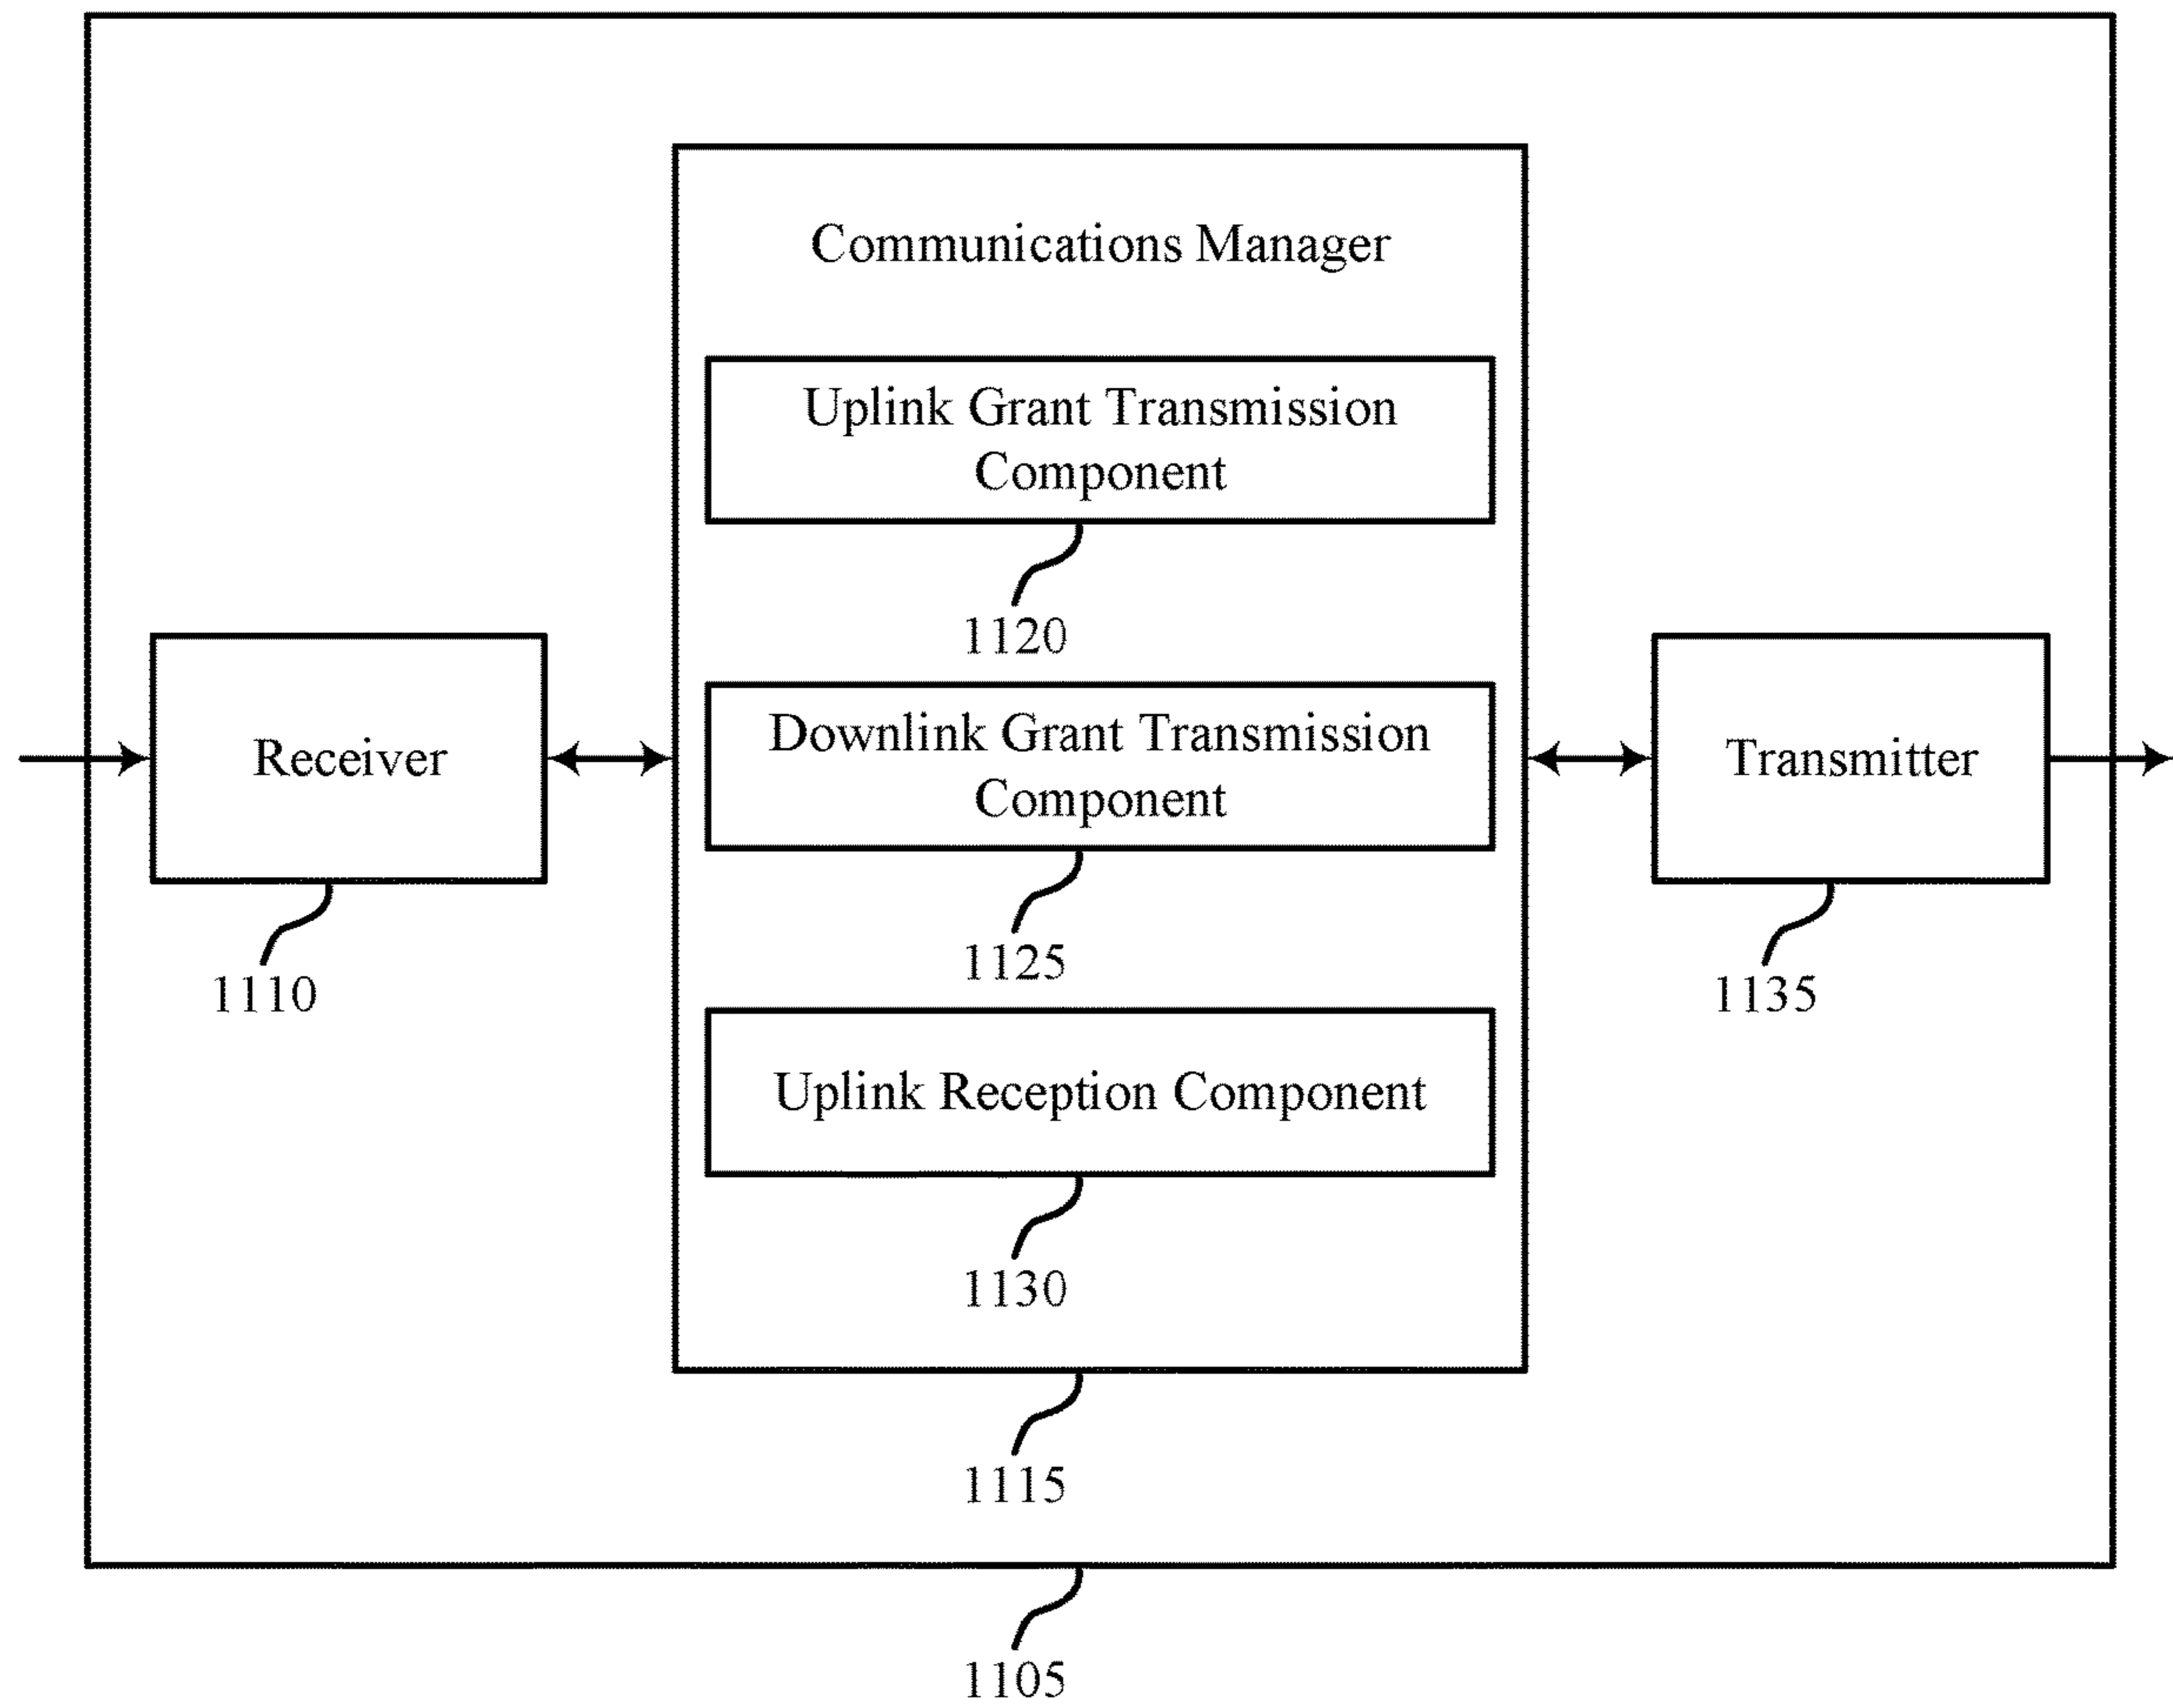 Communications Manager
Uplink Grant Transmission
Component
1120
Receiver
1110
Downlink Grant Transmission
Component
1125
Transmitter
1135
Uplink Reception Component
1130
1115
1105